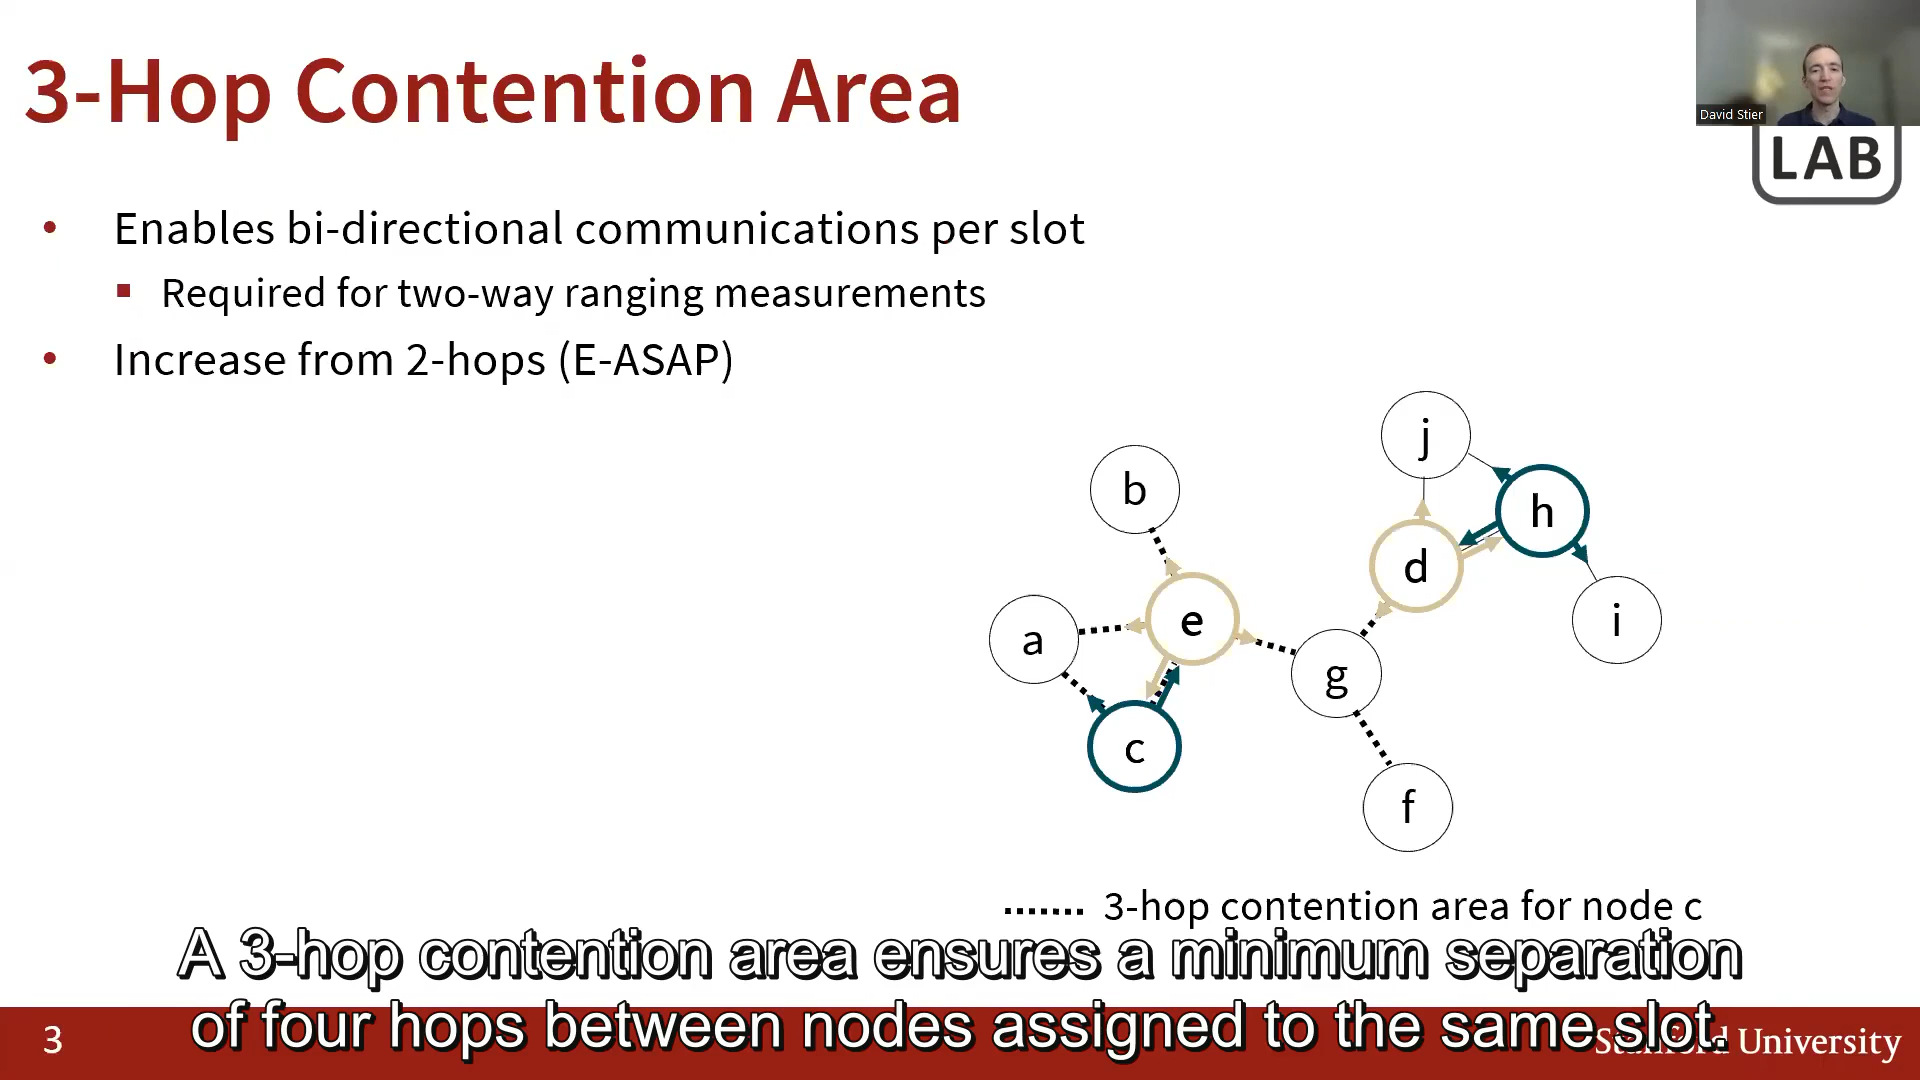 3-Hop Contention Area
David Stier
LAB
• Enables bi-directional communications per slot
▪ Required for two-way ranging measurements
• Increase from 2-hops (E-ASAP)
j
b
h
d
e
i
a
g
c
f
3-hop contention area for node c
A 3-hop contention area ensures a minimum separation
of four hops between nodes assigned to the same slot.
3
Stanford University